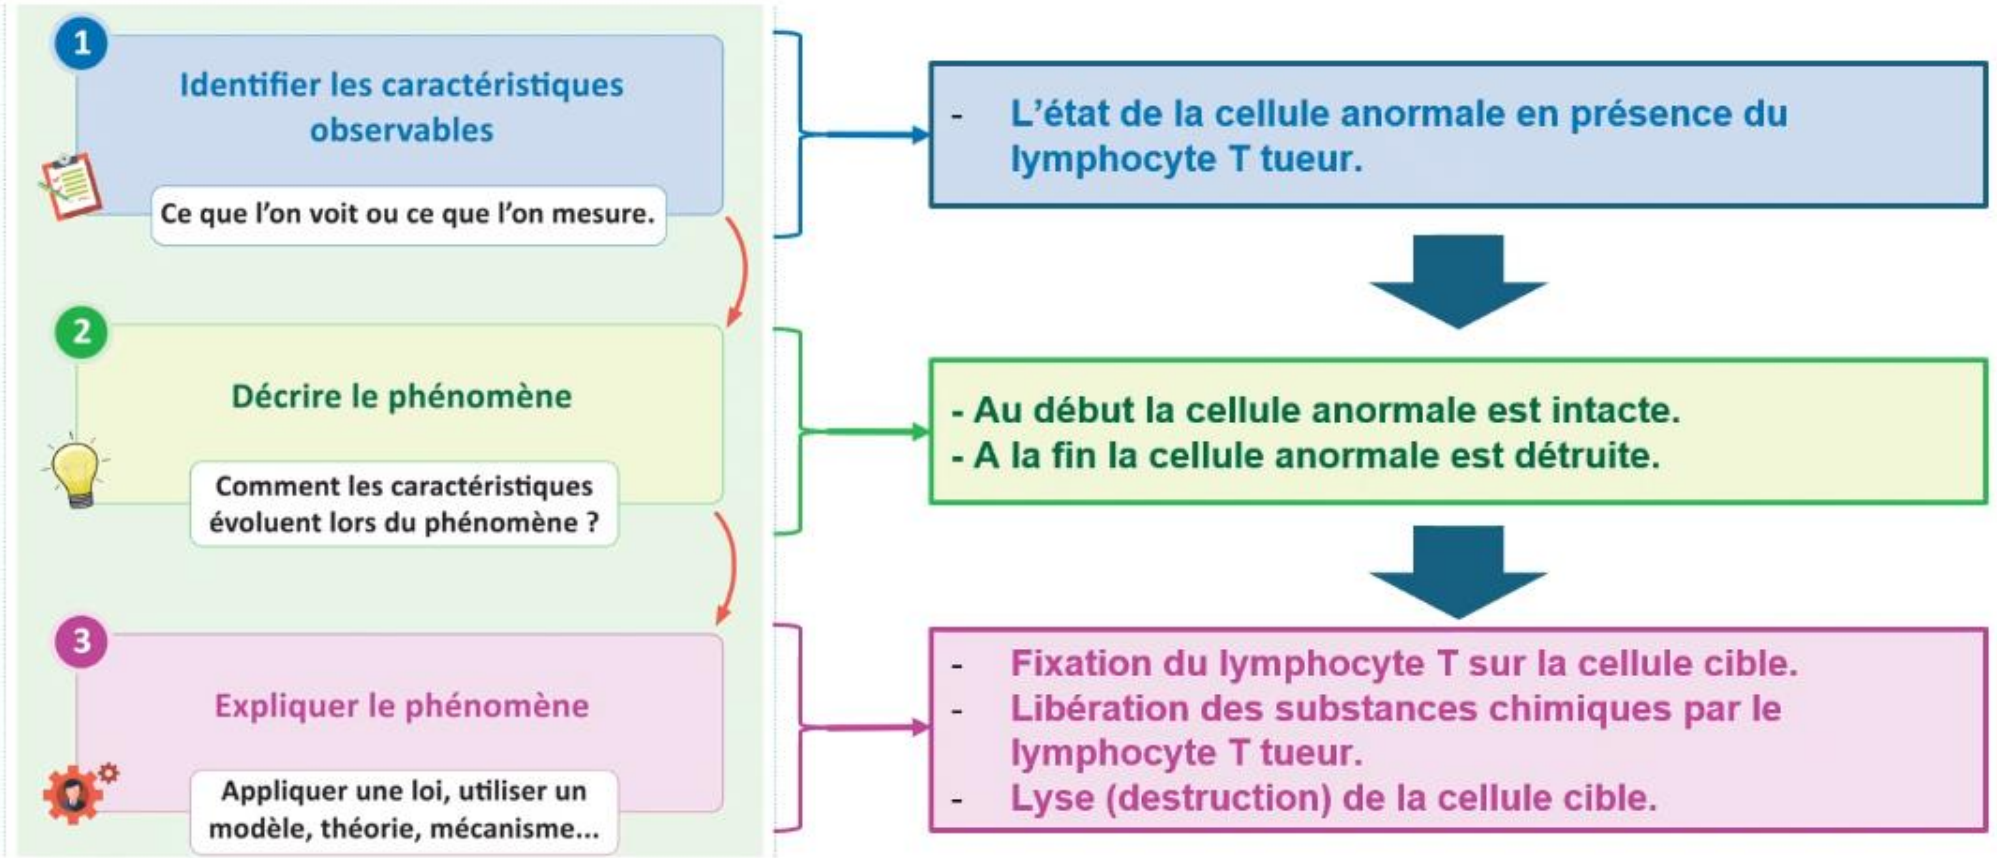 1
Identifier les caractéristiques
observables
Ce que l'on voit ou ce que l'on mesure.
- L'état de la cellule anormale en présence du
lymphocyte T tueur.
2
Décrire le phénomène
Comment les caractéristiques
évoluent lors du phénomène ?
- Au début la cellule anormale est intacte.
- A la fin la cellule anormale est détruite.
3
Expliquer le phénomène
Appliquer une loi, utiliser un
modèle, théorie, mécanisme...
- Fixation du lymphocyte T sur la cellule cible.
- Libération des substances chimiques par le
lymphocyte T tueur.
- Lyse (destruction) de la cellule cible.